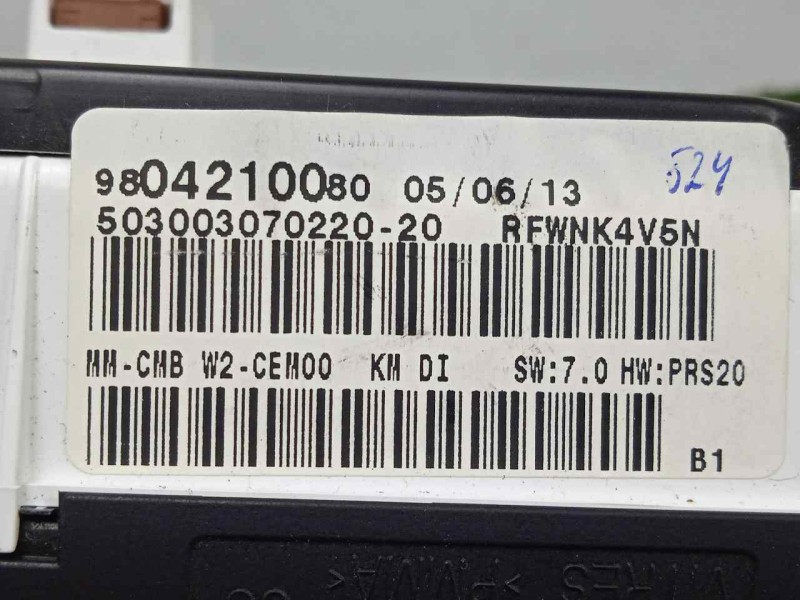 9804210080 05/06/13 524
503003070220-20 RFWNK4V5N
MM-CMB W2-CEM00 KM DI SW:7.0 HW:PRS20
B1